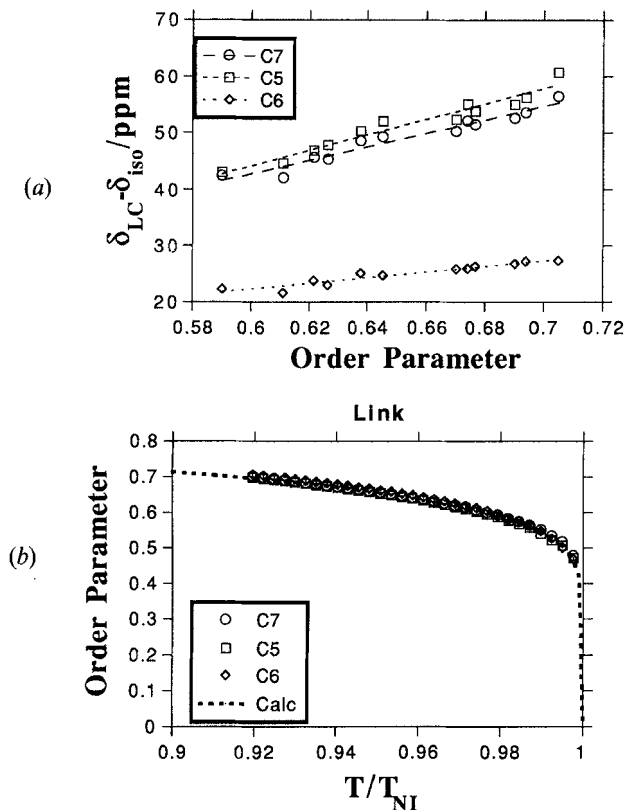 (a)
δLC-δiso/ppm
70
60
50
40
30
20
C7
C5
C6
0.58 0.6 0.62 0.64 0.66 0.68 0.7 0.72
Order Parameter
Link
(b)
Order Parameter
0.8
0.7
0.6
0.5
0.4
0.3
0.2
0.1
0
C7
C5
C6
Calc
0.9 0.92 0.94 0.96 0.98 1
T/TNI